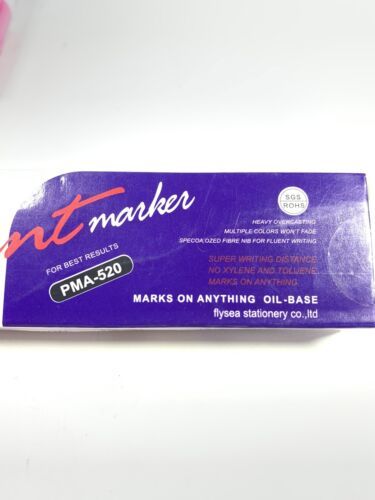 nt marker
FOR BEST RESULTS
PMA-520
SGS
ROHS
HEAVY OVERCASTING
MULTIPLE COLORS WON'T FADE
SPECOALOZED FIBRE NIB FOR FLUENT WRITING
SUPER WRITING DISTANCE
NO XYLENE AND TOLUENE
MARKS ON ANYTHING
MARKS ON ANYTHING OIL-BASE
flysea stationery co.,ltd